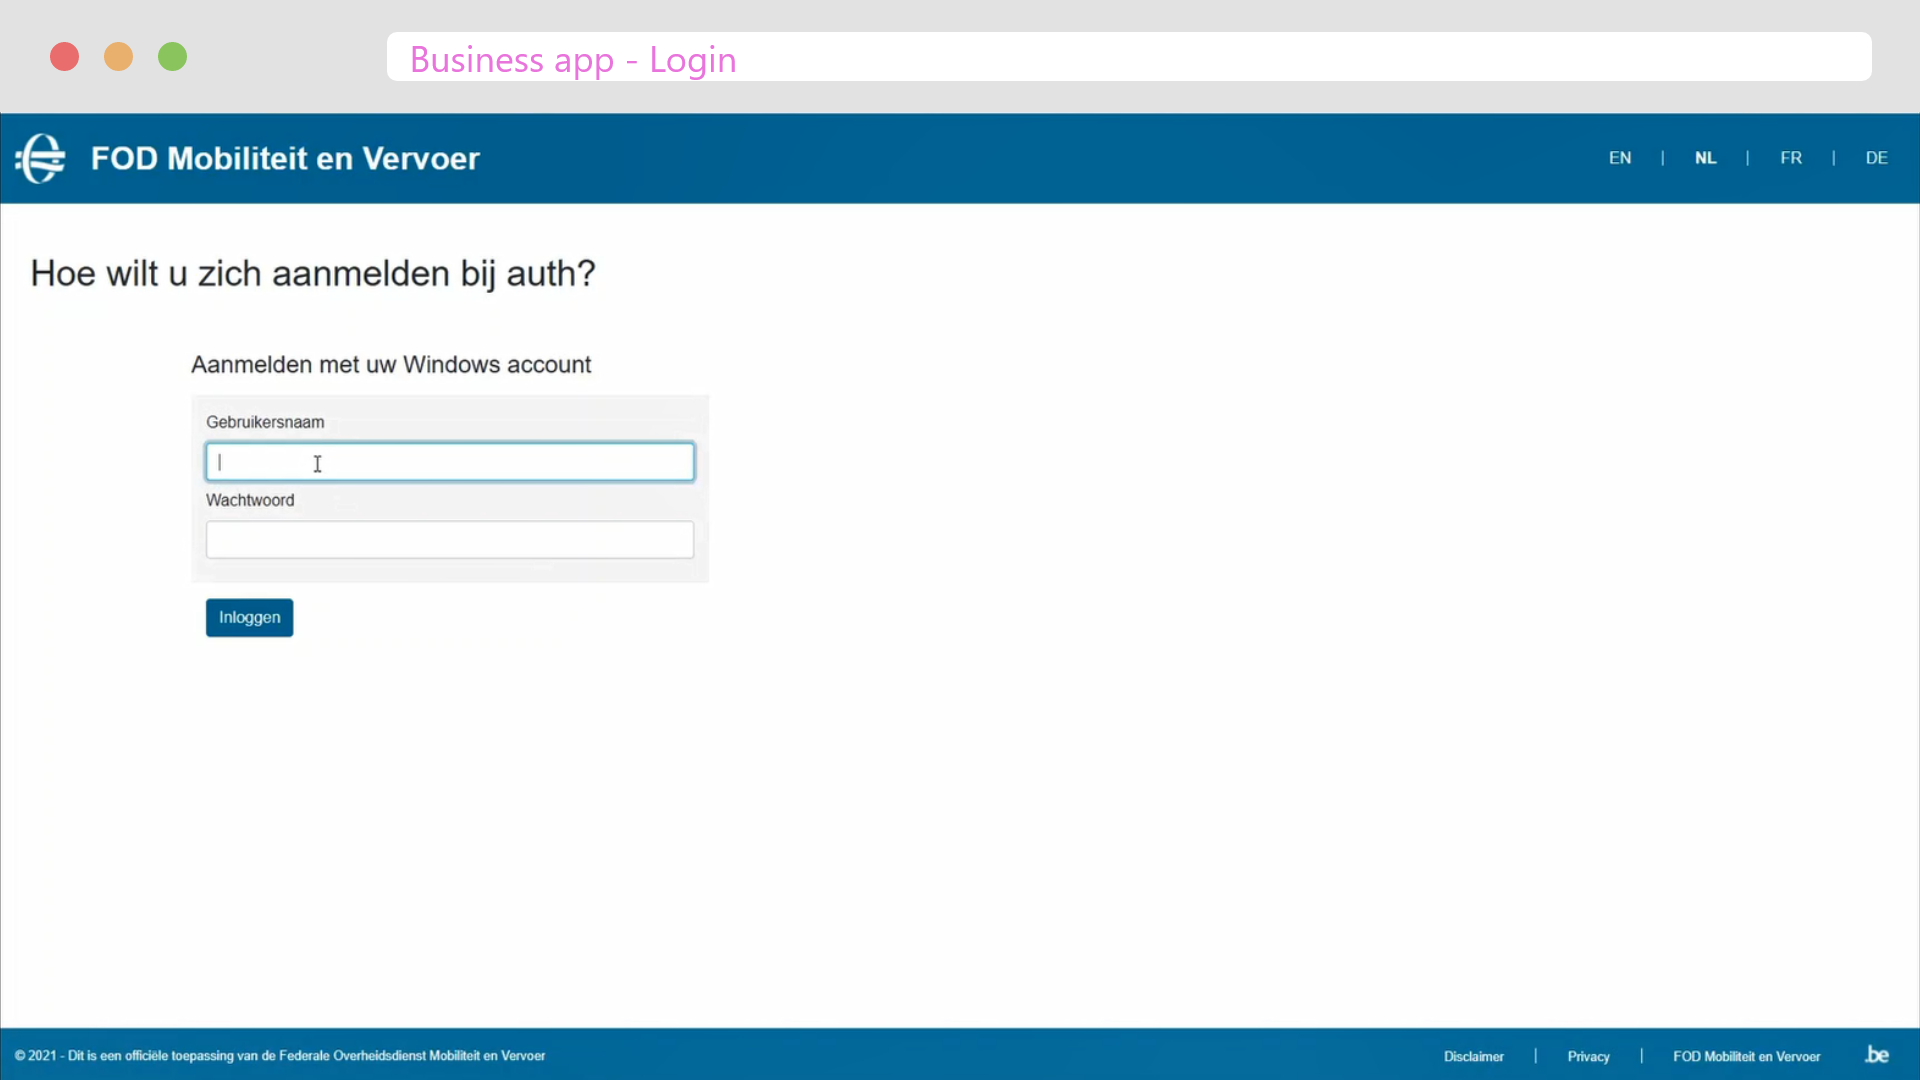 Business app - Login
FOD Mobiliteit en Vervoer
EN | NL | FR | DE
Hoe wilt u zich aanmelden bij auth?
Aanmelden met uw Windows account
Gebruikersnaam
Wachtwoord
Inloggen
© 2021 - Dit is een officiële toepassing van de Federale Overheidsdienst Mobiliteit en Vervoer
Disclaimer | Privacy | FOD Mobiliteit en Vervoer .be